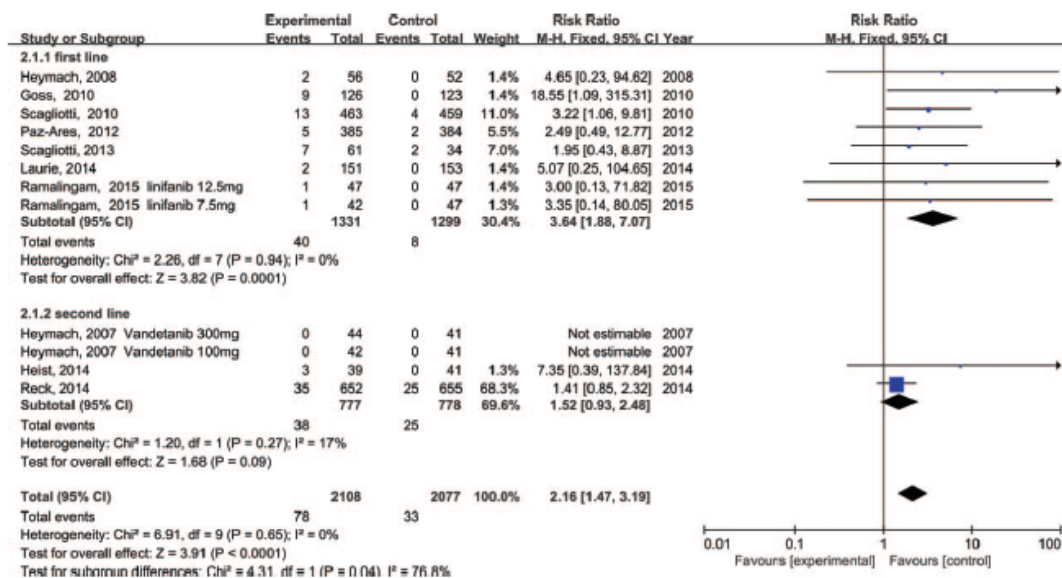 Experimental Control Risk Ratio Risk Ratio
Study or Subgroup Events Total Events Total Weight M-H, Fixed, 95% CI Year M-H, Fixed, 95% CI
2.1.1 first line
Heymach, 2008 2 56 0 52 1.4% 4.65 [0.23, 94.62] 2008
Goss, 2010 9 126 0 123 1.4% 18.55 [1.09, 315.31] 2010
Scagliotti, 2010 13 463 4 459 11.0% 3.22 [1.06, 9.81] 2010
Paz-Ares, 2012 5 385 2 384 5.5% 2.49 [0.49, 12.77] 2012
Scagliotti, 2013 7 61 2 34 7.0% 1.95 [0.43, 8.87] 2013
Laurie, 2014 2 151 0 153 1.4% 5.07 [0.25, 104.65] 2014
Ramalingam, 2015 linifanib 12.5mg 1 47 0 47 1.4% 3.00 [0.13, 71.82] 2015
Ramalingam, 2015 linifanib 7.5mg 1 42 0 47 1.3% 3.35 [0.14, 80.05] 2015
Subtotal (95% CI) 1331 1299 30.4% 3.64 [1.88, 7.07]
Total events 40 8
Heterogeneity: Chi² = 2.26, df = 7 (P = 0.94); I² = 0%
Test for overall effect: Z = 3.82 (P = 0.0001)
2.1.2 second line
Heymach, 2007 Vandetanib 300mg 0 44 0 41 Not estimable 2007
Heymach, 2007 Vandetanib 100mg 0 42 0 41 Not estimable 2007
Heist, 2014 3 39 0 41 1.3% 7.35 [0.39, 137.84] 2014
Reck, 2014 35 652 25 655 68.3% 1.41 [0.85, 2.32] 2014
Subtotal (95% CI) 777 778 69.6% 1.52 [0.93, 2.48]
Total events 38 25
Heterogeneity: Chi² = 1.20, df = 1 (P = 0.27); I² = 17%
Test for overall effect: Z = 1.68 (P = 0.09)
Total (95% CI) 2108 2077 100.0% 2.16 [1.47, 3.19]
Total events 78 33
Heterogeneity: Chi² = 6.91, df = 9 (P = 0.65); I² = 0%
Test for overall effect: Z = 3.91 (P < 0.0001)
Test for subgroup differences: Chi² = 4.31, df = 1 (P = 0.04), I² = 76.8%
0.01 0.1 1 10 100
Favours [experimental] Favours [control]